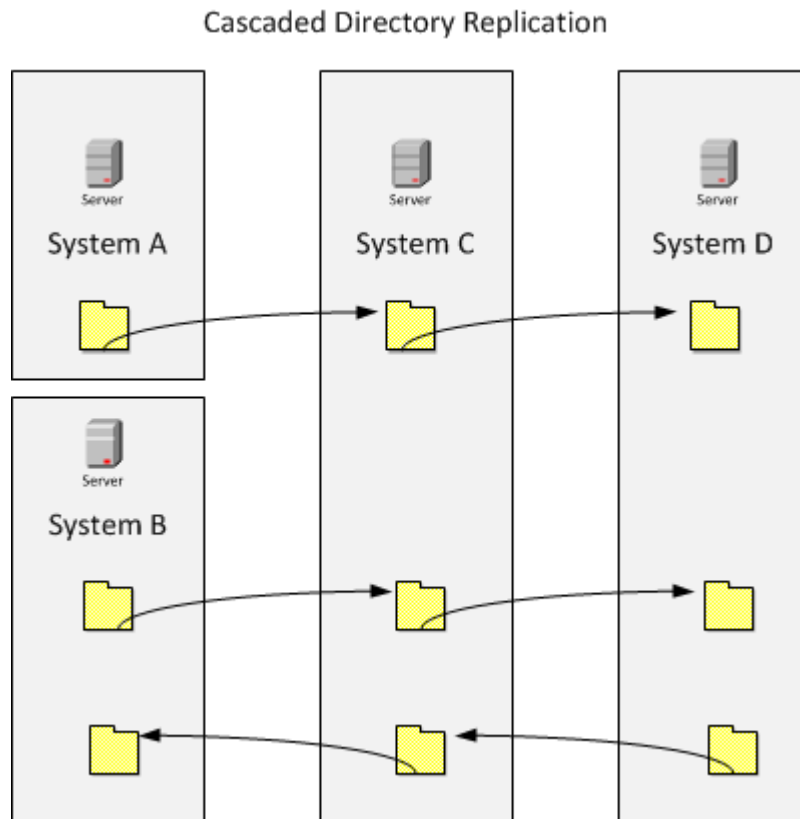 Cascaded Directory Replication
Server
System A
Server
System C
Server
System D
Server
System B